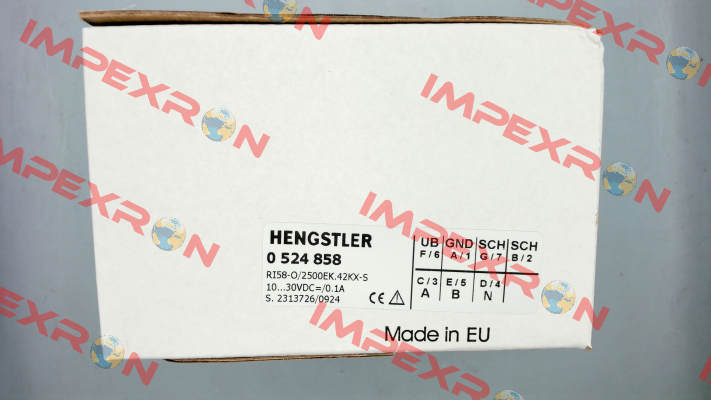 HENGSTLER
0 524 858
RI58-O/2500EK.42KX-S
10...30VDC=/0.1A
S. 2313726/0924
CE
UB GND SCH SCH
F/6 A/1 G/7 B/2
C/3 E/5 D/4
A B N
Made in EU
IMPEXRON
IMPEXRON
IMPEXRON
IMPEXRON
IMPEXRON
IMPEXRON
IMPEXRON
IMPEXRON